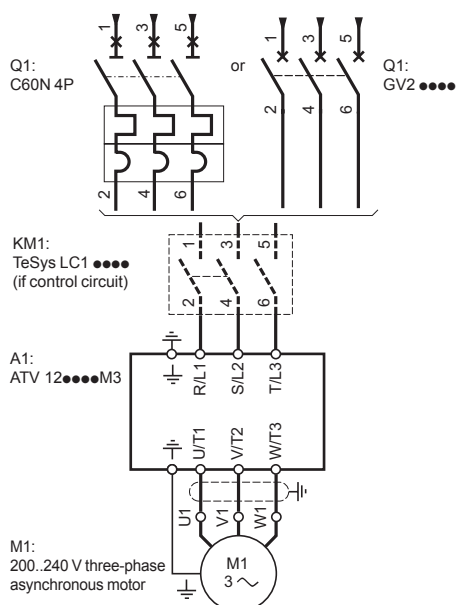 Q1:
C60N 4P
1
3
5
or
1
3
5
Q1:
GV2 ●●●●
2
4
6
2
4
6
KM1:
TeSys LC1 ●●●●
(if control circuit)
1
3
5
2
4
6
A1:
ATV 12●●●●M3
R/L1
S/L2
T/L3
U/T1
V/T2
W/T3
U1
V1
W1
M1:
200..240 V three-phase
asynchronous motor
M1
3 ~